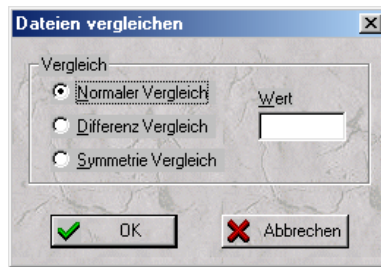 Dateien vergleichen
Vergleich
Normaler Vergleich
Wert
Differenz Vergleich
Symmetrie Vergleich
OK
Abbrechen